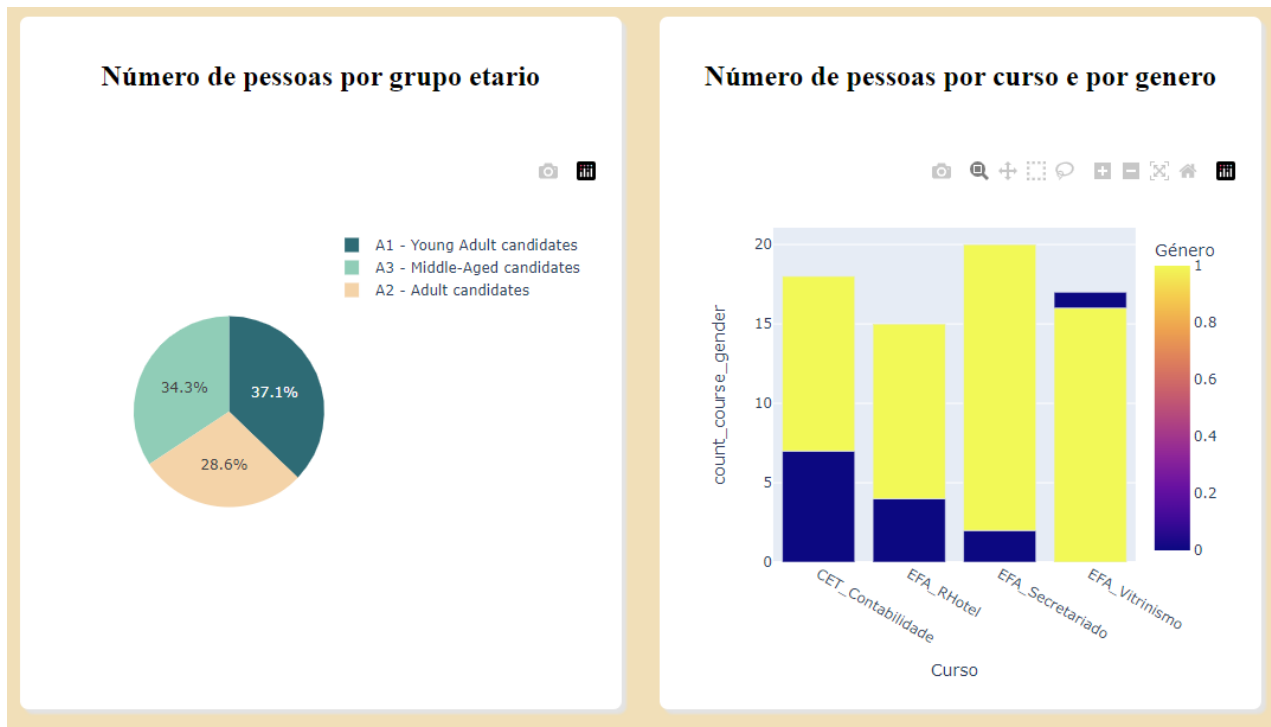 Número de pessoas por grupo etario
A1 - Young Adult candidates
A3 - Middle-Aged candidates
A2 - Adult candidates
34.3%
37.1%
28.6%
Número de pessoas por curso e por genero
Género
1
0.8
0.6
0.4
0.2
0
count_course_gender
20
15
10
5
0
CET_Contabilidade
EFA_RHotel
EFA_Secretariado
EFA_Vitrinismo
Curso